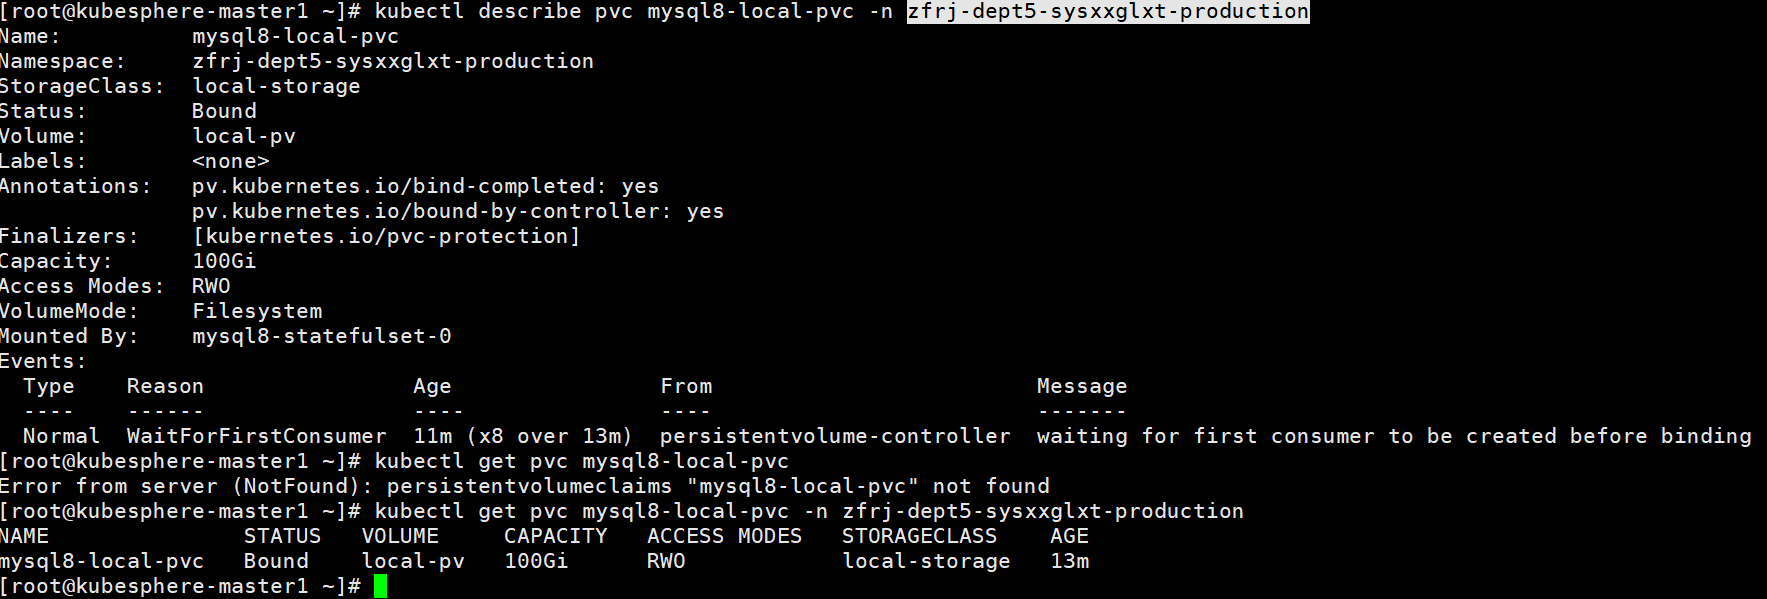 [root@kubesphere-master1 ~]# kubectl describe pvc mysql8-local-pvc -n zfrj-dept5-sysxxglxt-production
Name:          mysql8-local-pvc
Namespace:     zfrj-dept5-sysxxglxt-production
StorageClass:  local-storage
Status:        Bound
Volume:        local-pv
Labels:        <none>
Annotations:   pv.kubernetes.io/bind-completed: yes
               pv.kubernetes.io/bound-by-controller: yes
Finalizers:    [kubernetes.io/pvc-protection]
Capacity:      100Gi
Access Modes:  RWO
VolumeMode:    Filesystem
Mounted By:    mysql8-statefulset-0
Events:
  Type    Reason                Age                From                         Message
  ----    ------                ----               ----                         -------
  Normal  WaitForFirstConsumer  11m (x8 over 13m)  persistentvolume-controller  waiting for first consumer to be created before binding
[root@kubesphere-master1 ~]# kubectl get pvc mysql8-local-pvc
Error from server (NotFound): persistentvolumeclaims "mysql8-local-pvc" not found
[root@kubesphere-master1 ~]# kubectl get pvc mysql8-local-pvc -n zfrj-dept5-sysxxglxt-production
NAME               STATUS   VOLUME     CAPACITY   ACCESS MODES   STORAGECLASS    AGE
mysql8-local-pvc   Bound    local-pv   100Gi      RWO            local-storage   13m
[root@kubesphere-master1 ~]#